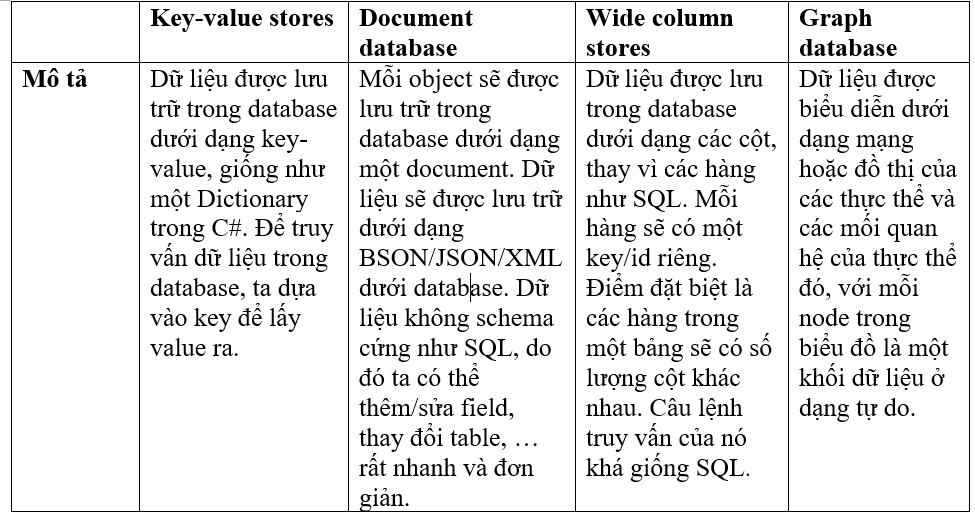 Key-value stores
Document
database
Wide column
stores
Graph
database
Mô tả
Dữ liệu được lưu
trữ trong database
dưới dạng key-
value, giống như
một Dictionary
trong C#. Để truy
vấn dữ liệu trong
database, ta dựa
vào key để lấy
value ra.
Mỗi object sẽ được
lưu trữ trong
database dưới dạng
một document. Dữ
liệu sẽ được lưu trữ
dưới dạng
BSON/JSON/XML
dưới database. Dữ
liệu không schema
cứng như SQL, do
đó ta có thể
thêm/sửa field,
thay đổi table, …
rất nhanh và đơn
giản.
Dữ liệu được lưu
trong database
dưới dạng các cột,
thay vì các hàng
như SQL. Mỗi
hàng sẽ có một
key/id riêng.
Điểm đặt biệt là
các hàng trong
một bảng sẽ có số
lượng cột khác
nhau. Câu lệnh
truy vấn của nó
khá giống SQL.
Dữ liệu được
biểu diễn dưới
dạng mạng
hoặc đồ thị của
các thực thể và
các mối quan
hệ của thực thể
đó, với mỗi
node trong
biểu đồ là một
khối dữ liệu ở
dạng tự do.